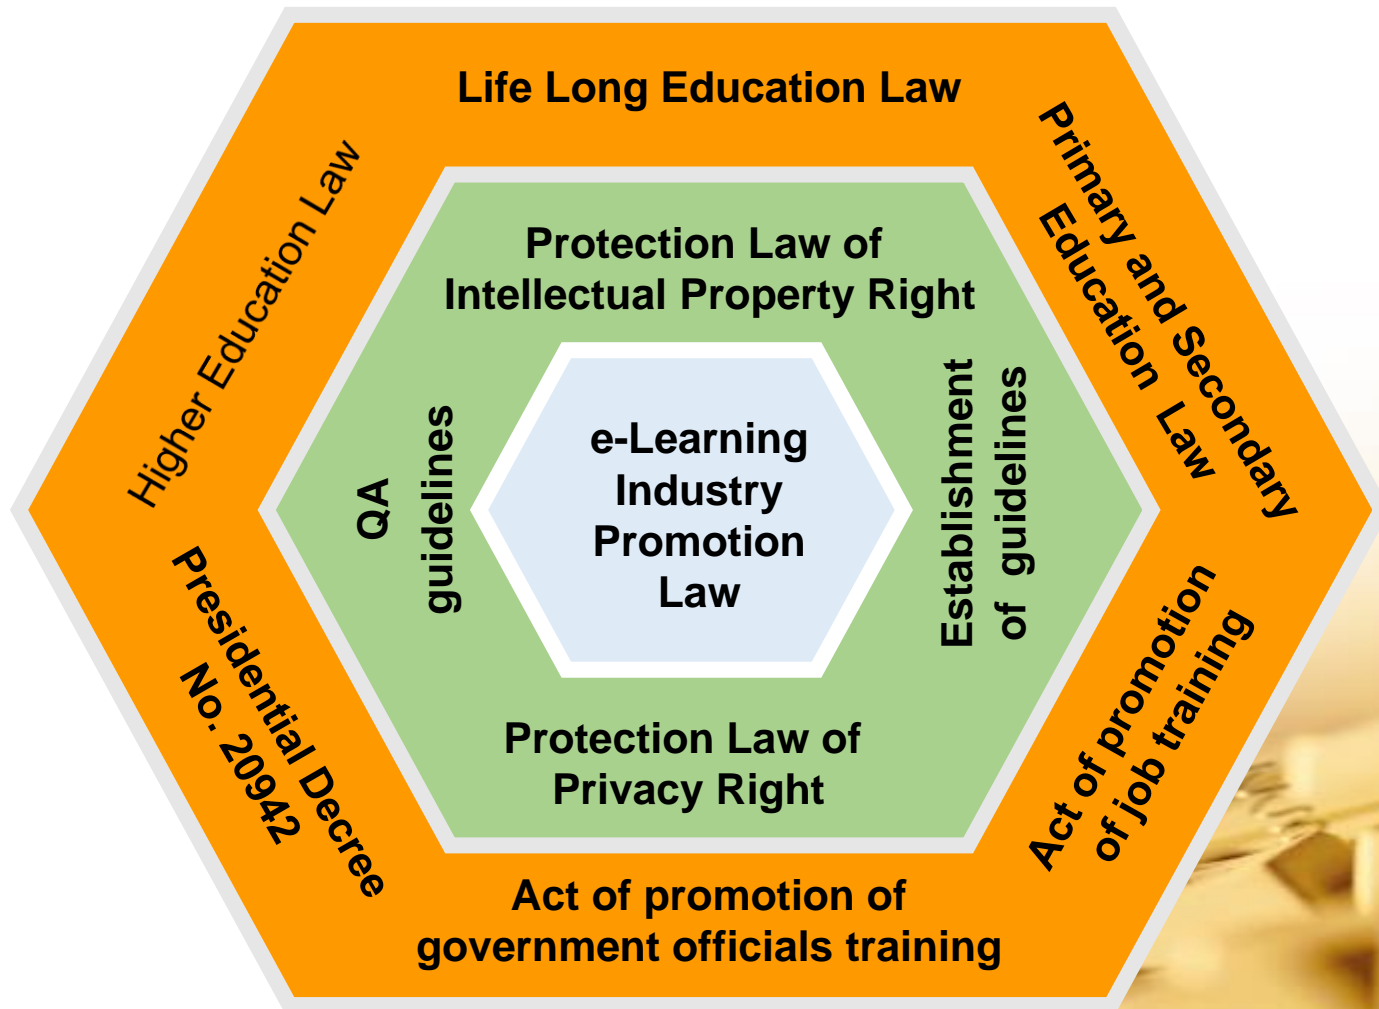 Life Long Education Law
Higher Education Law
Primary and Secondary
Education Law
Protection Law of
Intellectual Property Right
QA
guidelines
e-Learning
Industry
Promotion
Law
Establishment
of guidelines
Protection Law of
Privacy Right
Presidential Decree
No. 20942
Act of promotion
of job training
Act of promotion of
government officials training